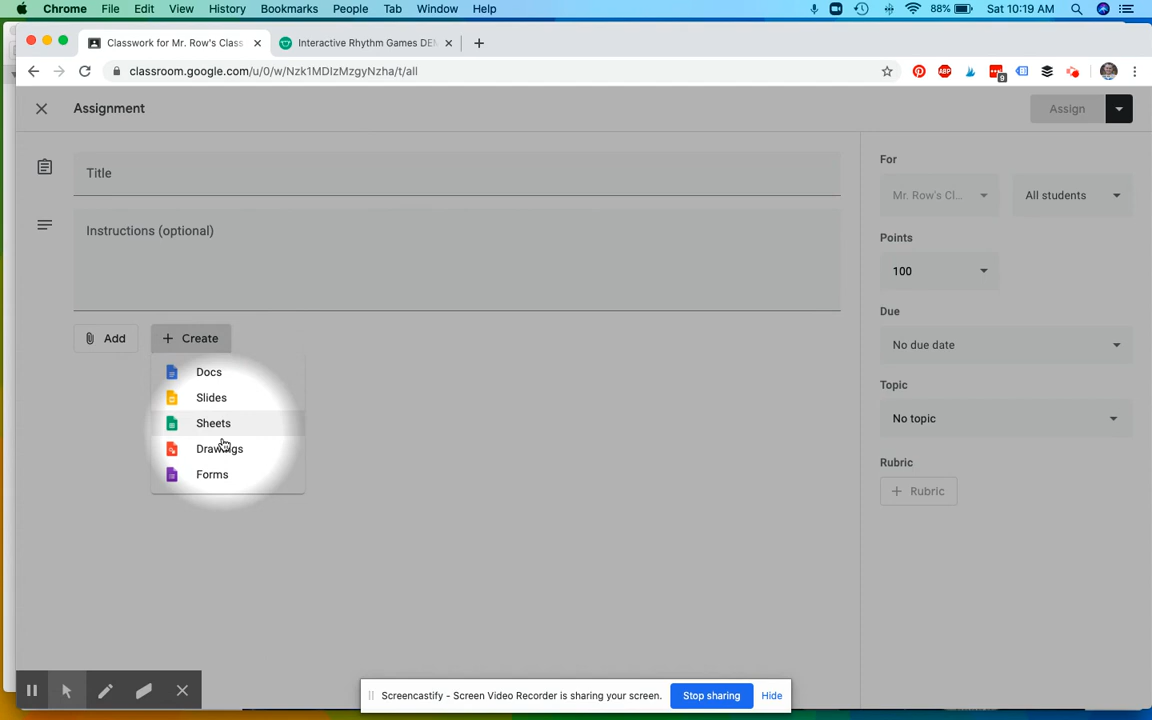 Chrome File Edit View History Bookmarks People Tab Window Help 88% Sat 10:19 AM
Classwork for Mr. Row's Class Interactive Rhythm Games DEM
classroom.google.com/u/0/w/Nzk1MDIzMzgyNzha/t/all ABP 9
Assignment Assign
Title
Instructions (optional)
Add Create
Docs
Slides
Sheets
Drawings
Forms
For
Mr. Row's Cl... All students
Points
100
Due
No due date
Topic
No topic
Rubric
Rubric
Screencastify - Screen Video Recorder is sharing your screen. Stop sharing Hide